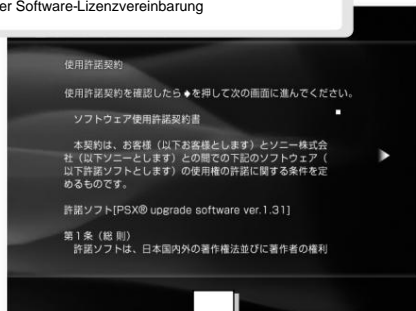 er Software-Lizenzvereinbarung
使用許諾契約
使用許諾契約を確認したら◆を押して次の画面に進んでください。
ソフトウェア使用許諾契約書
本契約は、お客様（以下お客様とします）とソニー株式会
社（以下ソニーとします）との間での下記のソフトウェア（
以下許諾ソフトとします）の使用権の許諾に関する条件を定
めるものです。
許諾ソフト[PSX® upgrade software ver.1.31]
第１条（総 則）
許諾ソフトは、日本国内外の著作権法並びに著作者の権利